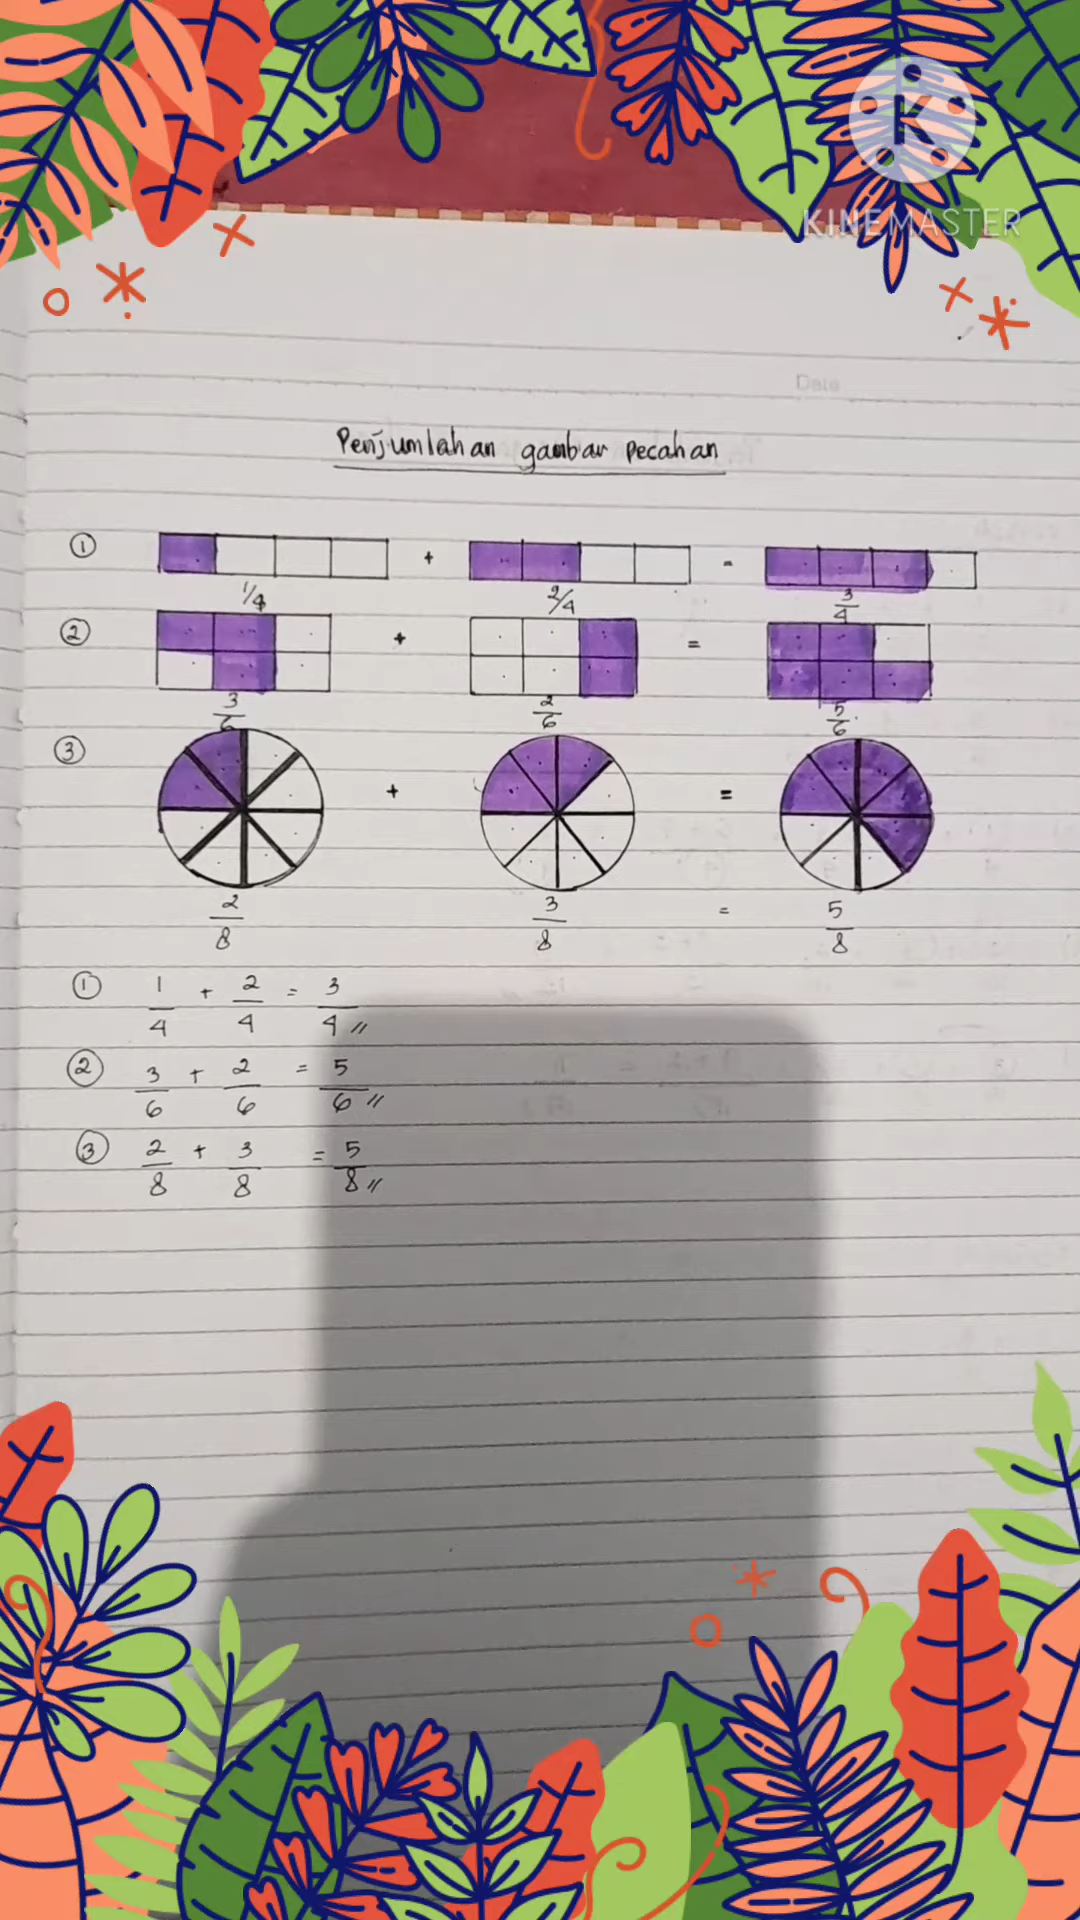 K
KINEMASTER
Date
Penjumlahan gambar pecahan
① + =
1/4 2/4 3/4
② + =
3/6 2/6 5/6
③ + =
2/8 3/8 = 5/8
① 1/4 + 2/4 = 3/4 //
② 3/6 + 2/6 = 5/6 //
③ 2/8 + 3/8 = 5/8 //